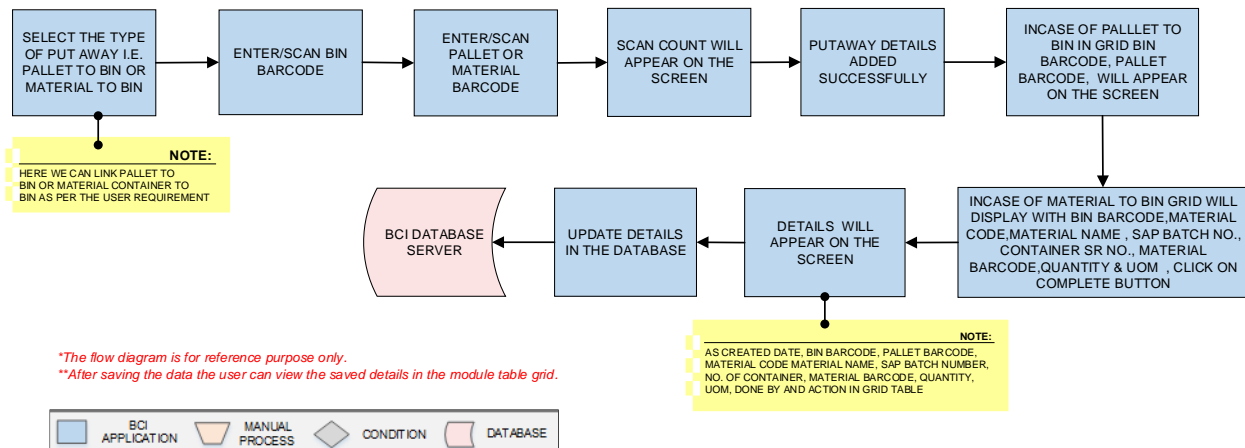 SELECT THE TYPE
OF PUT AWAY I.E.
PALLET TO BIN OR
MATERIAL TO BIN
ENTER/SCAN BIN
BARCODE
ENTER/SCAN
PALLET OR
MATERIAL
BARCODE
SCAN COUNT WILL
APPEAR ON THE
SCREEN
PUTAWAY DETAILS
ADDED
SUCCESSFULLY
INCASE OF PALLLET TO
BIN IN GRID BIN
BARCODE, PALLET
BARCODE, WILL APPEAR
ON THE SCREEN
NOTE:
HERE WE CAN LINK PALLET TO
BIN OR MATERIAL CONTAINER TO
BIN AS PER THE USER REQUIREMENT
BCI DATABASE
SERVER
UPDATE DETAILS
IN THE DATABASE
DETAILS WILL
APPEAR ON THE
SCREEN
INCASE OF MATERIAL TO BIN GRID WILL
DISPLAY WITH BIN BARCODE,MATERIAL
CODE,MATERIAL NAME , SAP BATCH NO.,
CONTAINER SR NO., MATERIAL
BARCODE,QUANTITY & UOM , CLICK ON
COMPLETE BUTTON
NOTE:
AS CREATED DATE, BIN BARCODE, PALLET BARCODE,
MATERIAL CODE MATERIAL NAME, SAP BATCH NUMBER,
NO. OF CONTAINER, MATERIAL BARCODE, QUANTITY,
UOM, DONE BY AND ACTION IN GRID TABLE
*The flow diagram is for reference purpose only.
**After saving the data the user can view the saved details in the module table grid.
BCI
APPLICATION
MANUAL
PROCESS
CONDITION
DATABASE